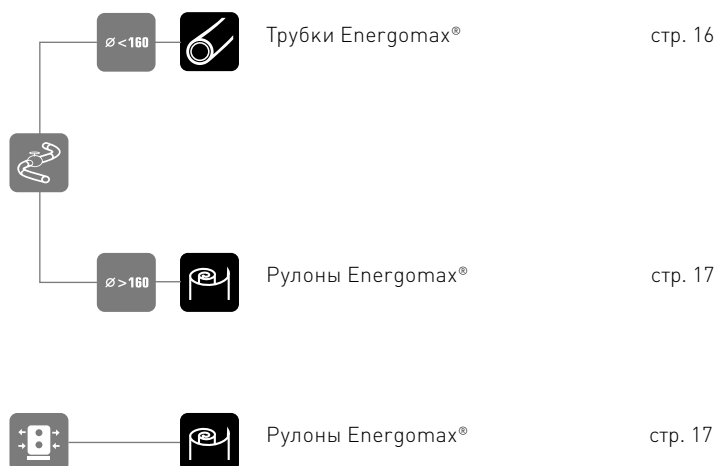 ø<160 Трубки Energomax® стр. 16
ø>160 Рулоны Energomax® стр. 17
Рулоны Energomax® стр. 17